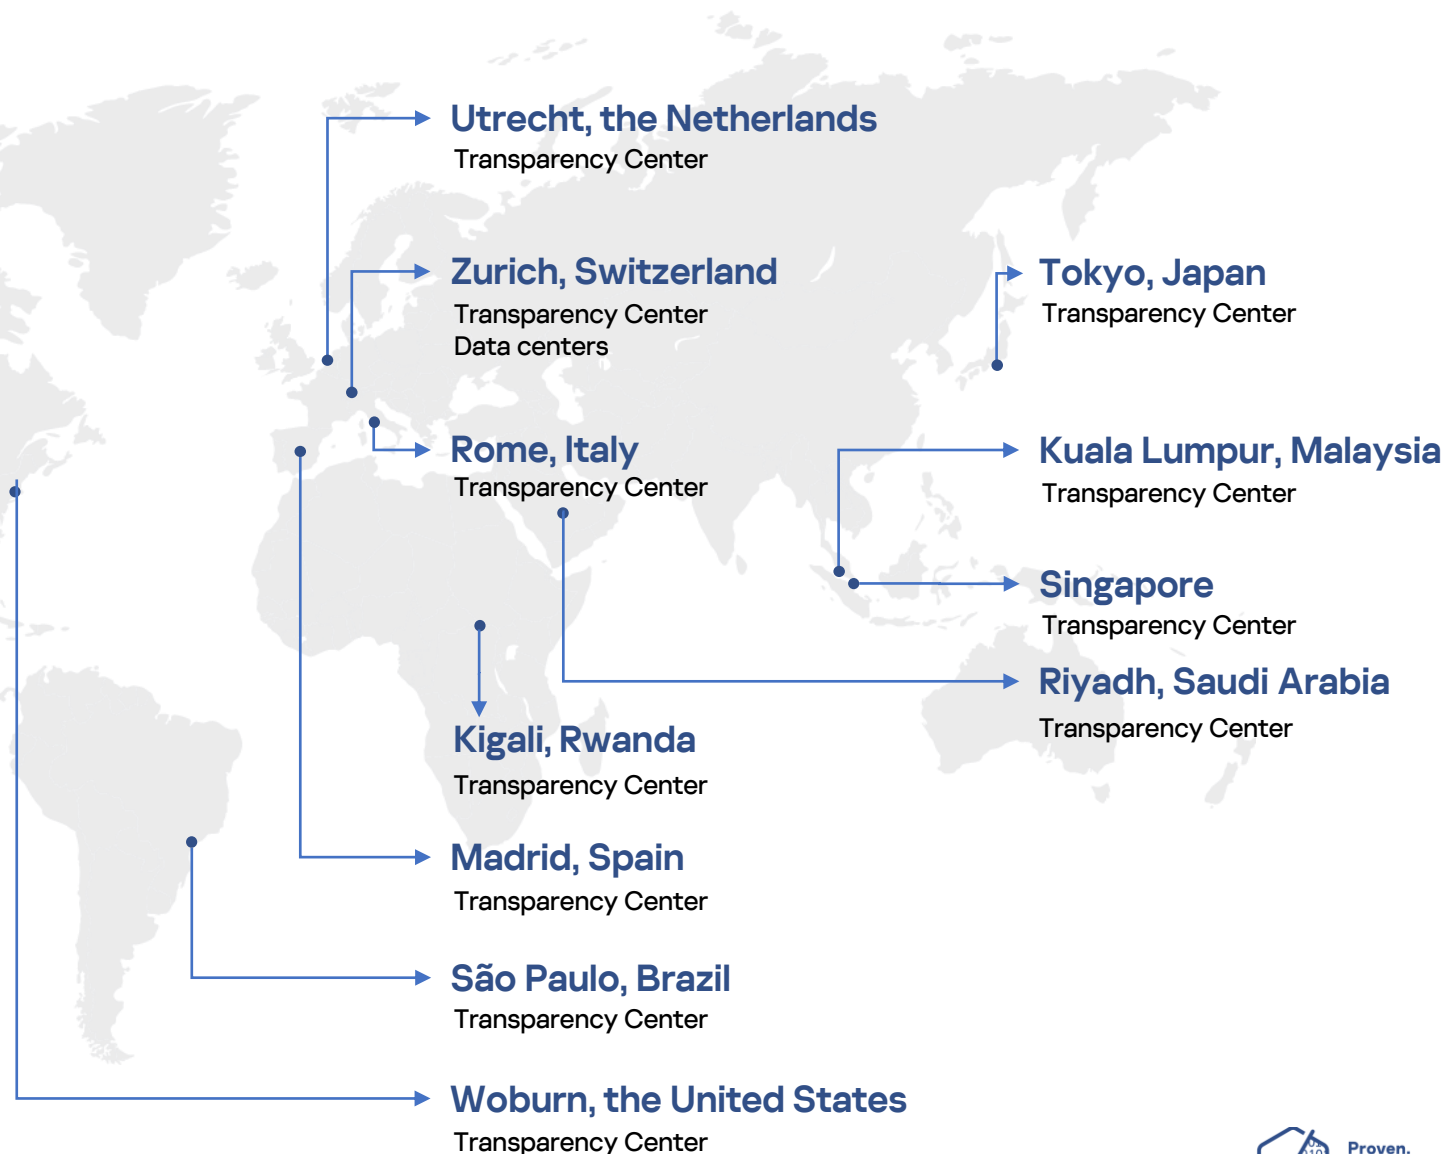 Utrecht, the Netherlands
Transparency Center
Zurich, Switzerland
Transparency Center
Data centers
Rome, Italy
Transparency Center
Kigali, Rwanda
Transparency Center
Madrid, Spain
Transparency Center
São Paulo, Brazil
Transparency Center
Woburn, the United States
Transparency Center
Tokyo, Japan
Transparency Center
Kuala Lumpur, Malaysia
Transparency Center
Singapore
Transparency Center
Riyadh, Saudi Arabia
Transparency Center
Proven.